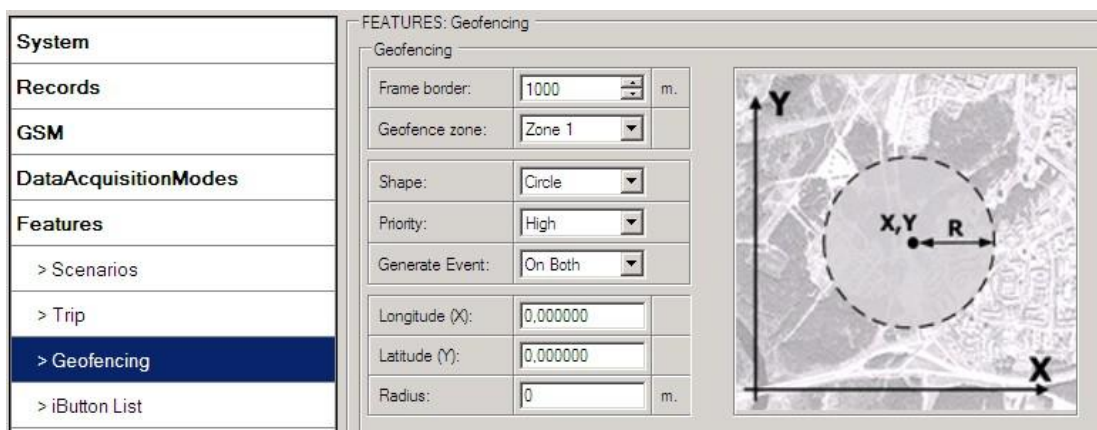 System
Records
GSM
DataAcquisitionModes
Features
> Scenarios
> Trip
> Geofencing
> iButton List
FEATURES: Geofencing
Geofencing
Frame border: 1000 m.
Geofence zone: Zone 1
Shape: Circle
Priority: High
Generate Event: On Both
Longitude (X): 0,000000
Latitude (Y): 0,000000
Radius: 0 m.
Y
X,Y R
X